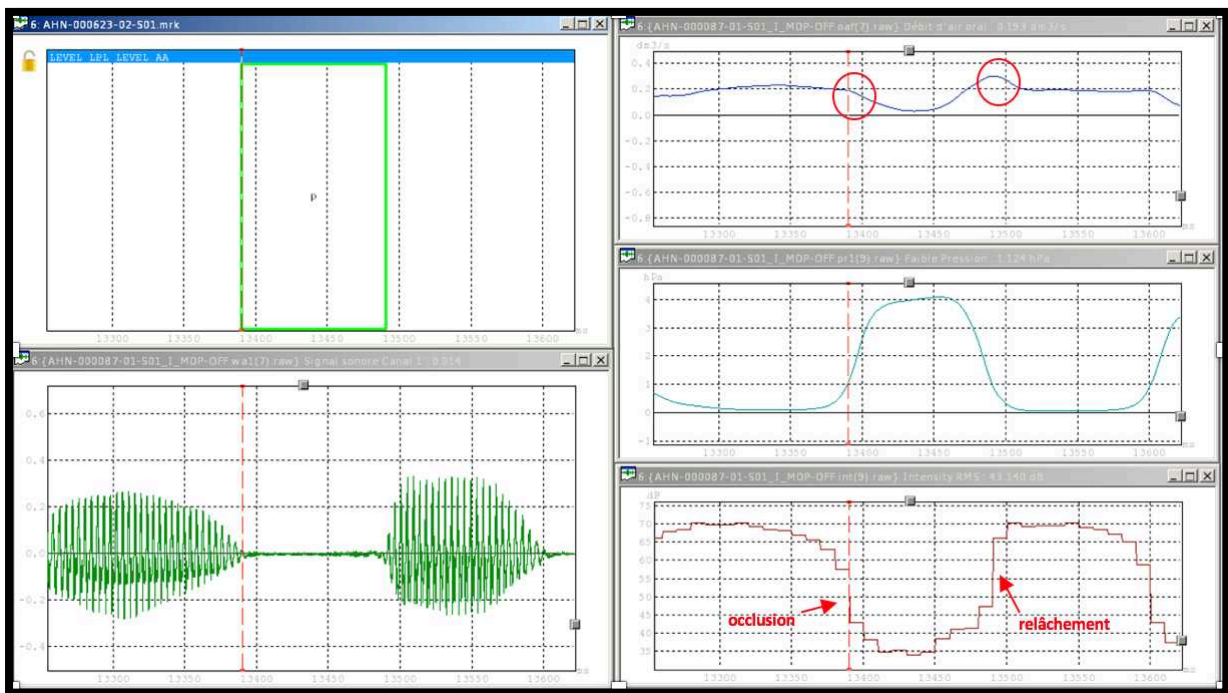 6: AHN-000623-02-S01.mrk
LEVEL LPL LEVEL AA
p
ms
13300 13350 13400 13450 13500 13550 13600
6:{AHN-000087-01-S01_I_MDP-OFF.wa1(7).raw} Signal sonore Canal 1 : 0.014
0.6
0.4
0.2
0.0
-0.2
-0.4
ms
13300 13350 13400 13450 13500 13550 13600
6:{AHN-000087-01-S01_I_MDP-OFF oaf(7).raw} Débit d'air oral : 0.193 dm3/s
dm3/s
0.4
0.2
0.0
-0.2
-0.4
-0.6
-0.8
ms
13300 13350 13400 13450 13500 13550 13600
6:{AHN-000087-01-S01_I_MDP-OFF pr1(9).raw} Faible Pression : 1.124 hPa
hPa
4
3
2
1
0
-1
ms
13300 13350 13400 13450 13500 13550 13600
6:{AHN-000087-01-S01_I_MDP-OFF int(9).raw} Intensity RMS : 43.140 dB
dB
75
70
65
60
55
50
45
40
35
occlusion
relâchement
ms
13300 13350 13400 13450 13500 13550 13600